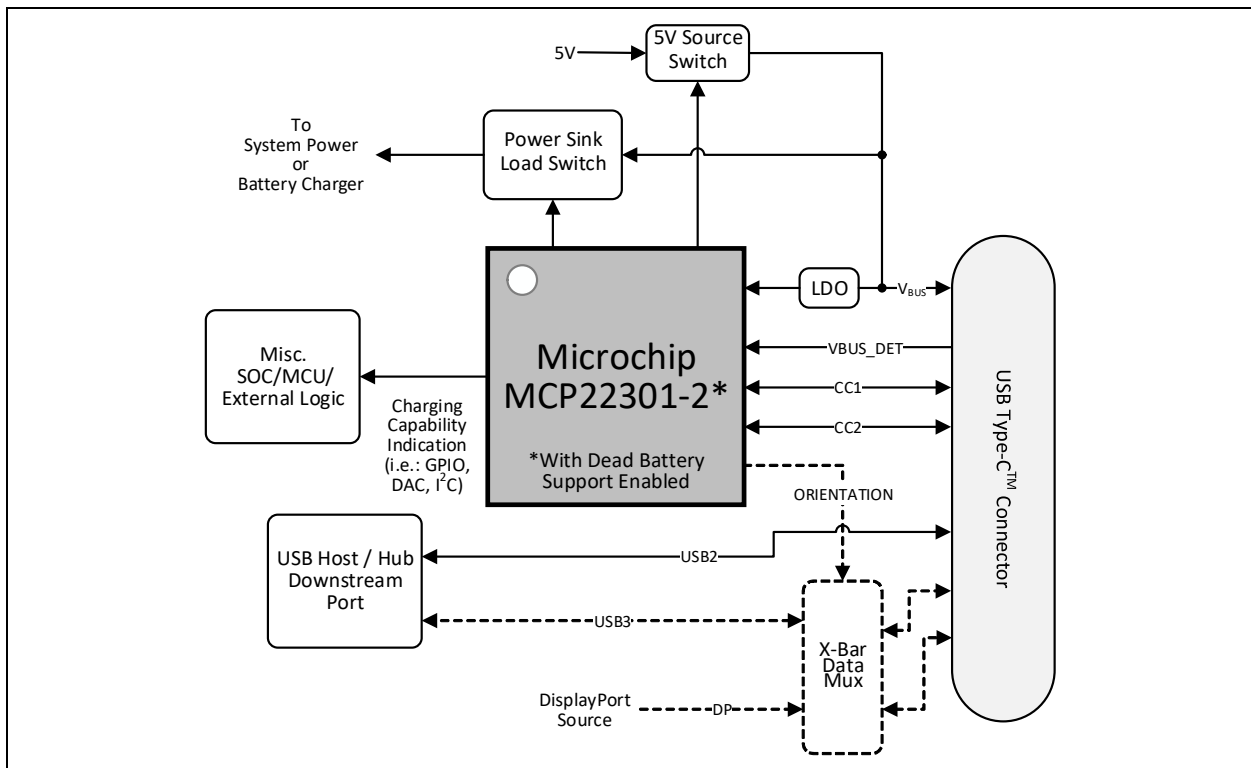 5V
5V Source
Switch
To
System Power
or
Battery Charger
Power Sink
Load Switch
LDO
VBUS
Misc.
SOC/MCU/
External Logic
Charging
Capability
Indication
(i.e.: GPIO,
DAC, I2C)
Microchip
MCP22301-2*
*With Dead Battery
Support Enabled
VBUS_DET
CC1
CC2
ORIENTATION
USB Type-C™ Connector
USB Host / Hub
Downstream
Port
USB2
USB3
X-Bar
Data
Mux
DisplayPort
Source
DP